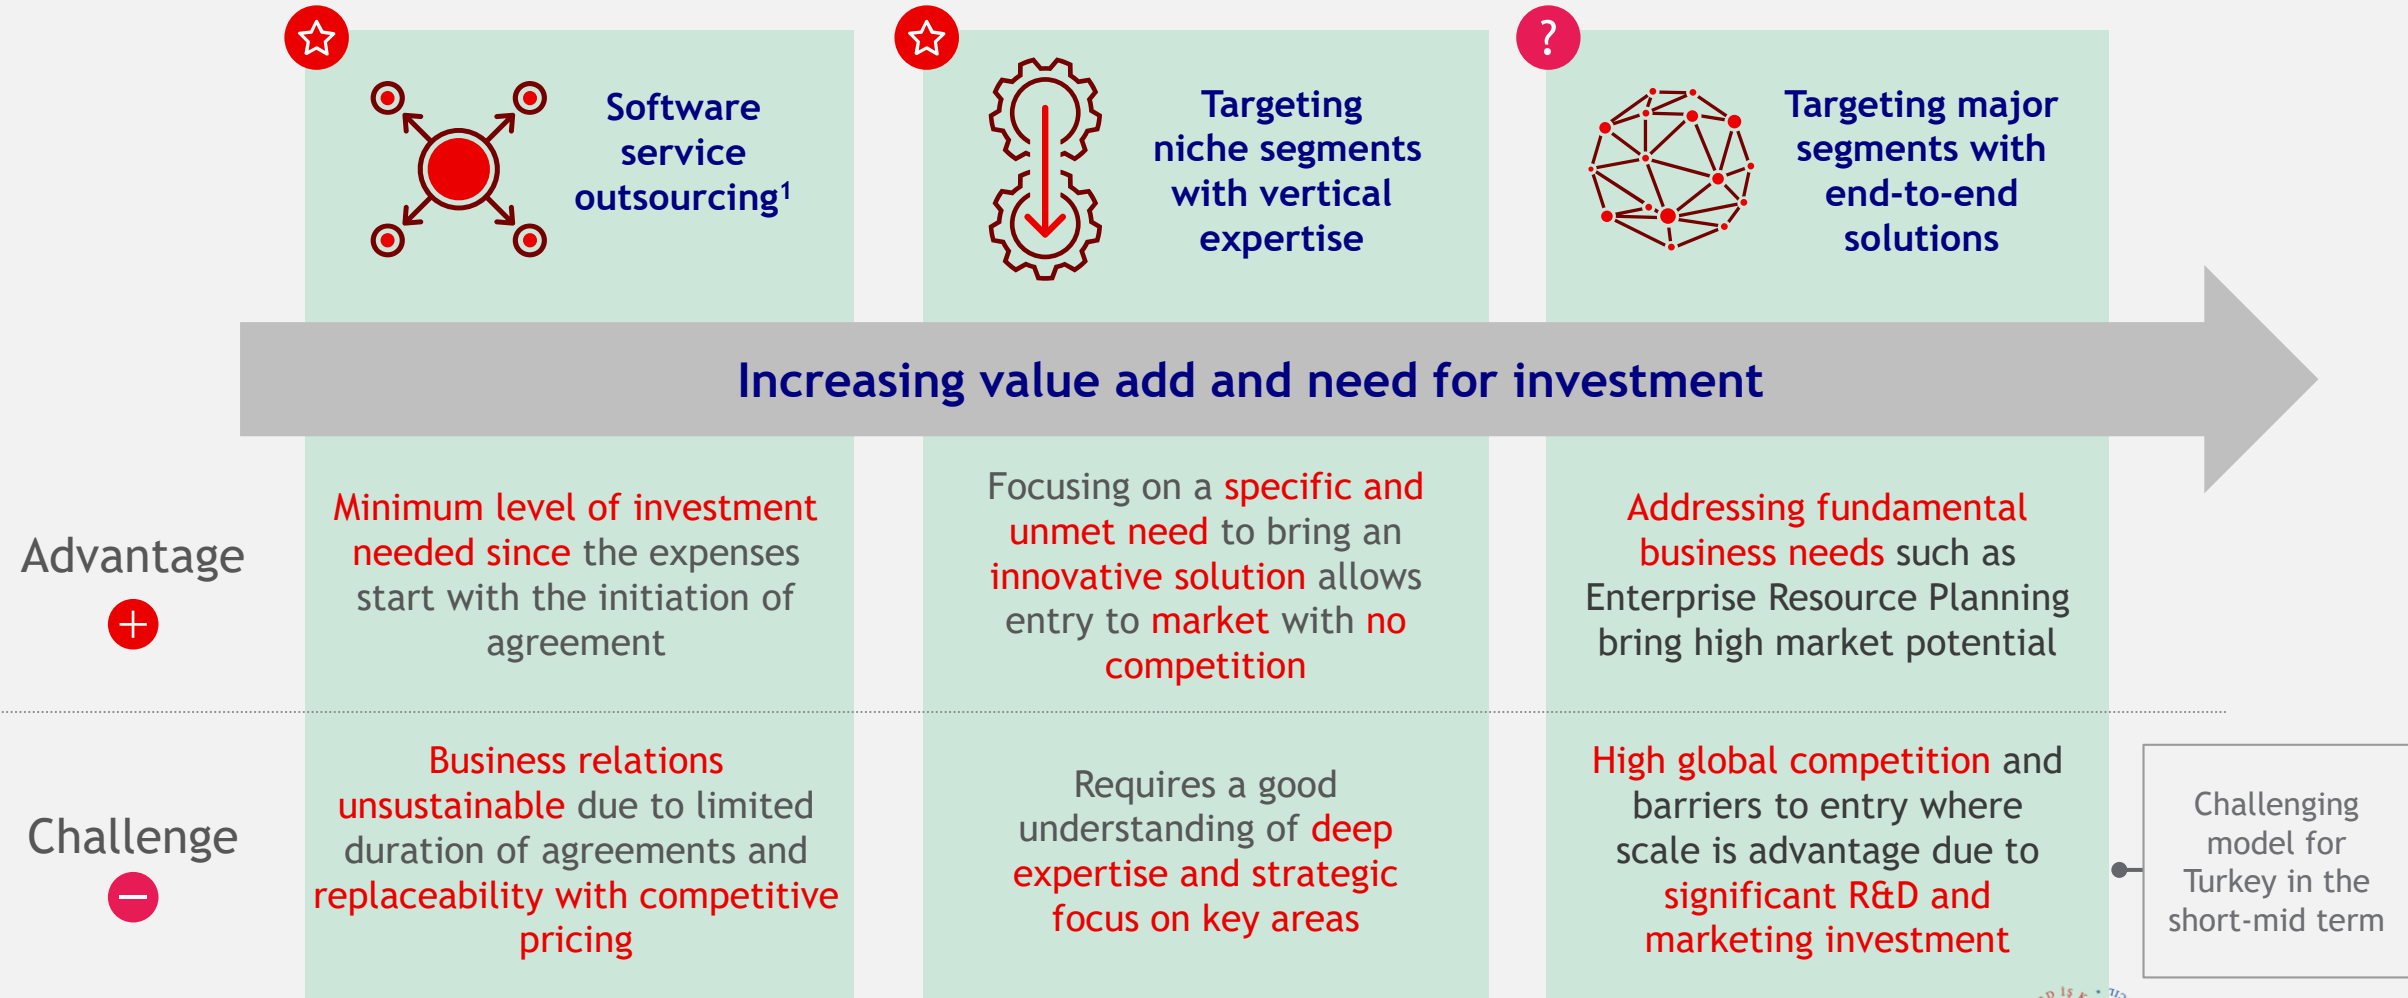 ?
Software
service
outsourcing¹
Targeting
niche segments
with vertical
expertise
Targeting major
segments with
end-to-end
solutions
Increasing value add and need for investment
Advantage
Minimum level of investment
needed since the expenses
start with the initiation of
agreement
Focusing on a specific and
unmet need to bring an
innovative solution allows
entry to market with no
competition
Addressing fundamental
business needs such as
Enterprise Resource Planning
bring high market potential
Challenge
Business relations
unsustainable due to limited
duration of agreements and
replaceability with competitive
pricing
Requires a good
understanding of deep
expertise and strategic
focus on key areas
High global competition and
barriers to entry where
scale is advantage due to
significant R&D and
marketing investment
Challenging
model for
Turkey in the
short-mid term